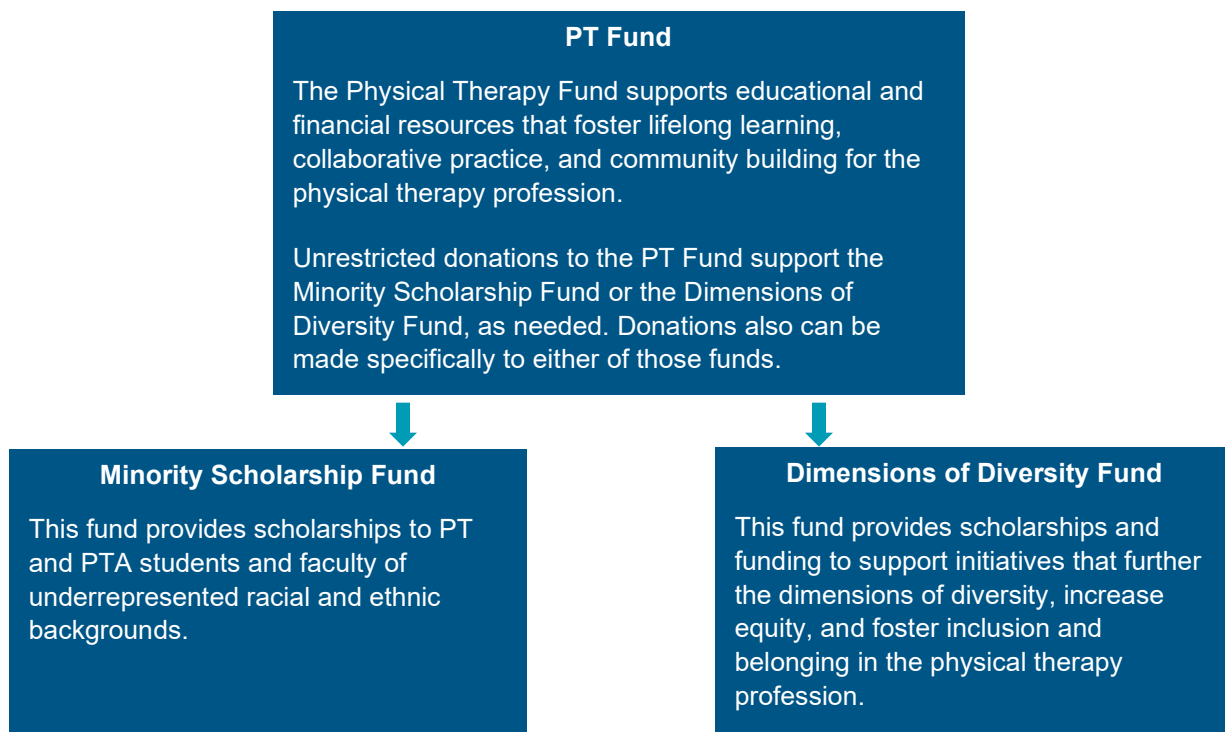 PT Fund
The Physical Therapy Fund supports educational and
financial resources that foster lifelong learning,
collaborative practice, and community building for the
physical therapy profession.
Unrestricted donations to the PT Fund support the
Minority Scholarship Fund or the Dimensions of
Diversity Fund, as needed. Donations also can be
made specifically to either of those funds.
Minority Scholarship Fund
This fund provides scholarships to PT
and PTA students and faculty of
underrepresented racial and ethnic
backgrounds.
Dimensions of Diversity Fund
This fund provides scholarships and
funding to support initiatives that further
the dimensions of diversity, increase
equity, and foster inclusion and
belonging in the physical therapy
profession.